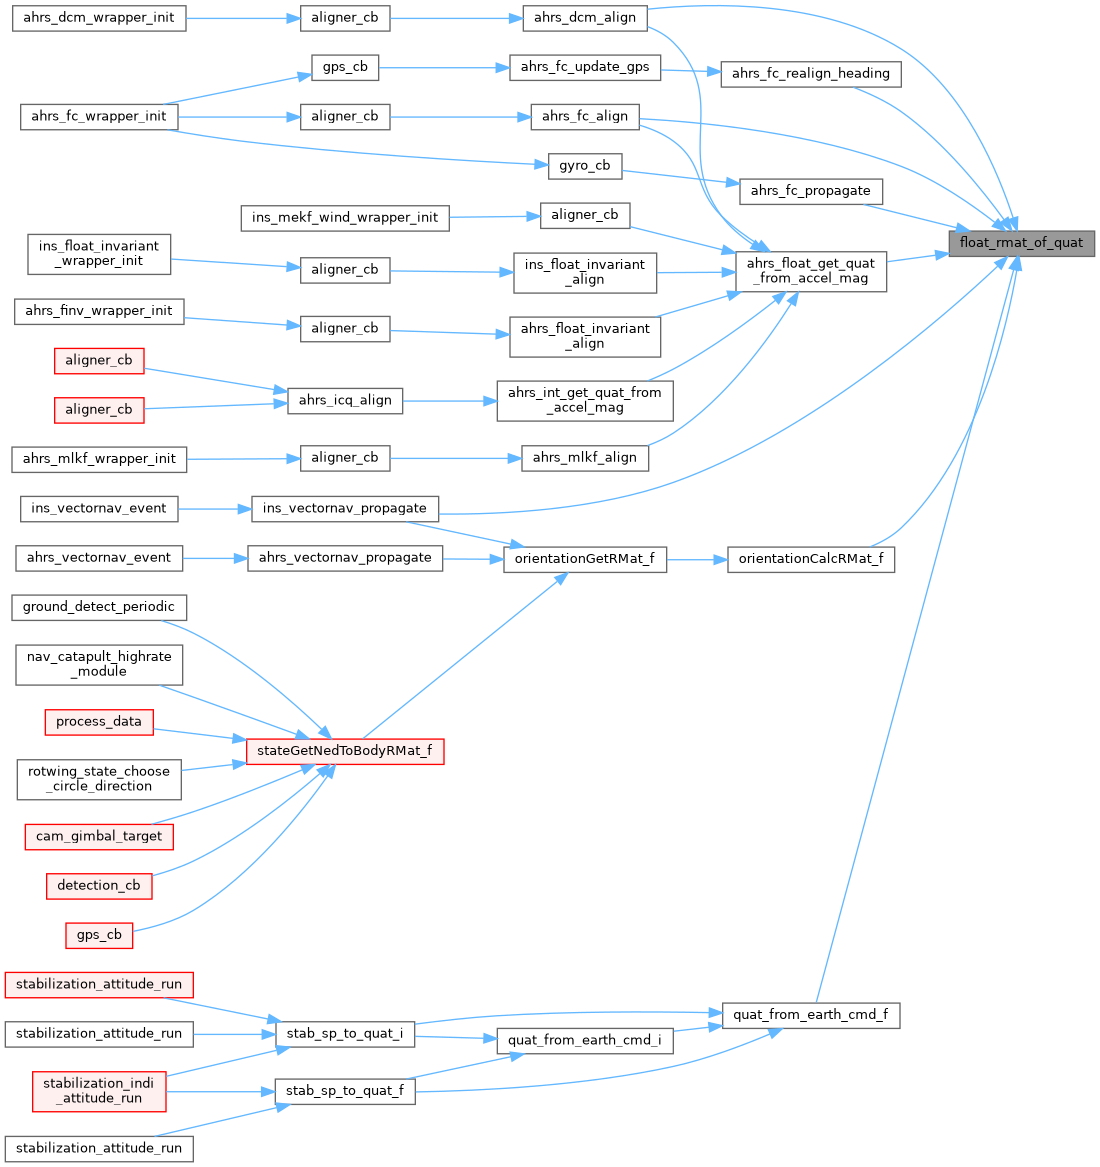 ahrs_dcm_wrapper_init
aligner_cb
ahrs_dcm_align
gps_cb
ahrs_fc_update_gps
ahrs_fc_realign_heading
ahrs_fc_wrapper_init
aligner_cb
ahrs_fc_align
gyro_cb
ahrs_fc_propagate
ins_mekf_wind_wrapper_init
aligner_cb
float_rmat_of_quat
ins_float_invariant
_wrapper_init
aligner_cb
ins_float_invariant
_align
ahrs_float_get_quat
_from_accel_mag
ahrs_finv_wrapper_init
aligner_cb
ahrs_float_invariant
_align
aligner_cb
aligner_cb
ahrs_icq_align
ahrs_int_get_quat_from
_accel_mag
ahrs_mlkf_wrapper_init
aligner_cb
ahrs_mlkf_align
ins_vectornav_event
ins_vectornav_propagate
ahrs_vectornav_event
ahrs_vectornav_propagate
orientationGetRMat_f
orientationCalcRMat_f
ground_detect_periodic
nav_catapult_highrate
_module
process_data
stateGetNedToBodyRMat_f
rotwing_state_choose
_circle_direction
cam_gimbal_target
detection_cb
gps_cb
stabilization_attitude_run
stabilization_attitude_run
stab_sp_to_quat_i
quat_from_earth_cmd_i
quat_from_earth_cmd_f
stabilization_indi
_attitude_run
stab_sp_to_quat_f
stabilization_attitude_run